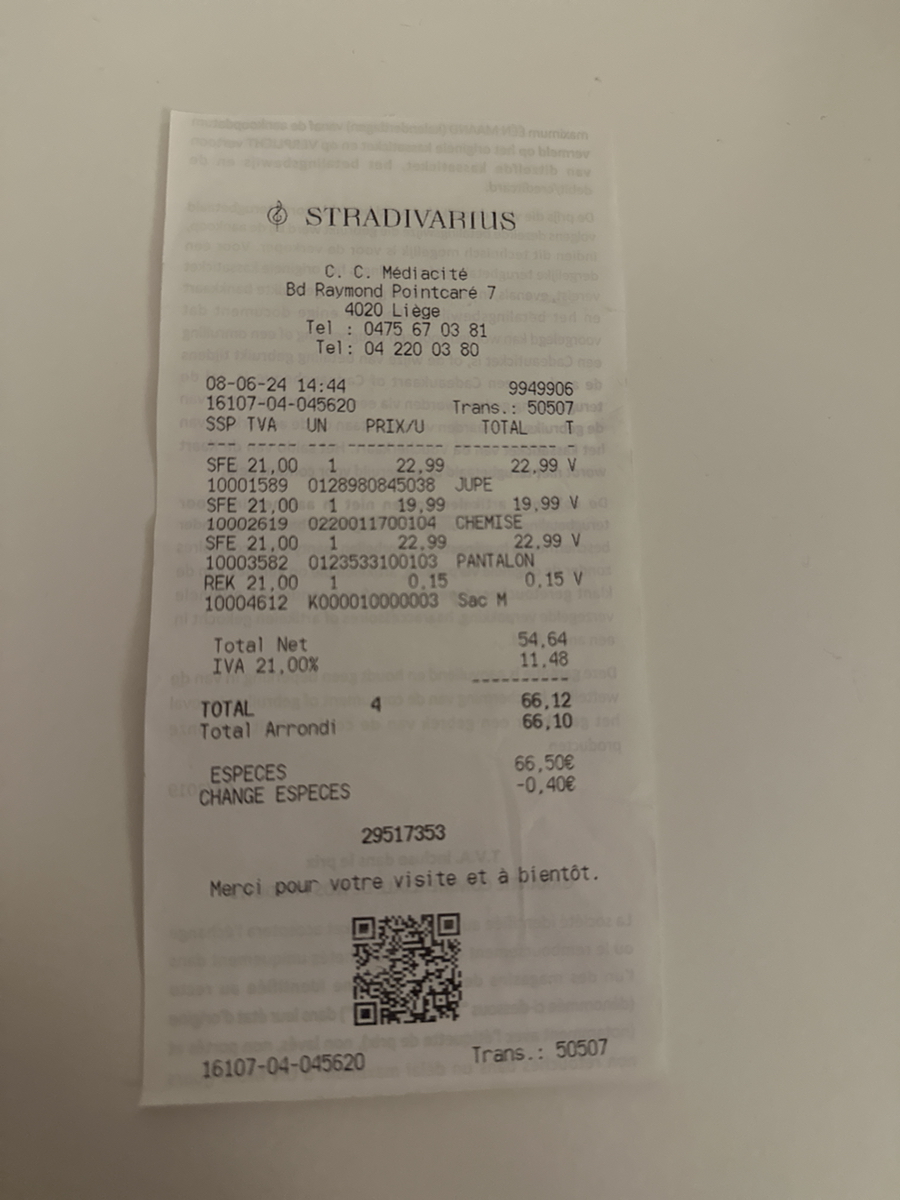 STRADIVARIUS
C. C. Médiacité
Bd Raymond Pointcaré 7
4020 Liège
Tel : 0475 67 03 81
Tel: 04 220 03 80
08-06-24 14:44 9949906
16107-04-045620 Trans.: 50507
SSP TVA UN PRIX/U TOTAL T
--- ----- --- ---------- ----------- -
SFE 21,00 1 22,99 22,99 V
10001589 0128980845038 JUPE
SFE 21,00 1 19,99 19,99 V
10002619 0220011700104 CHEMISE
SFE 21,00 1 22,99 22,99 V
10003582 0123533100103 PANTALON
REK 21,00 1 0,15 0,15 V
10004612 K000010000003 Sac M
Total Net 54,64
IVA 21,00% 11,48
----------
TOTAL 4 66,12
Total Arrondi 66,10
ESPECES 66,50€
CHANGE ESPECES -0,40€
29517353
Merci pour votre visite et à bientôt.
16107-04-045620 Trans.: 50507